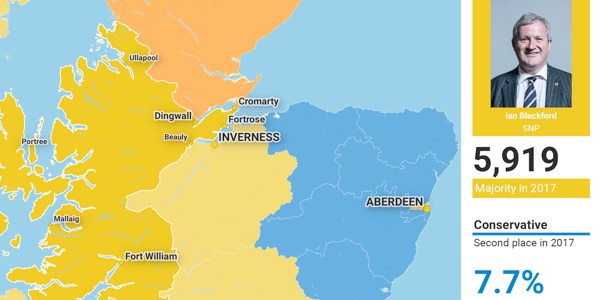 Ullapool
Cromarty
Dingwall
Fortrose
Beauly
INVERNESS
Portree
ABERDEEN
Mallaig
Fort William
Ian Blackford
SNP
5,919
Majority in 2017
Conservative
Second place in 2017
7.7%